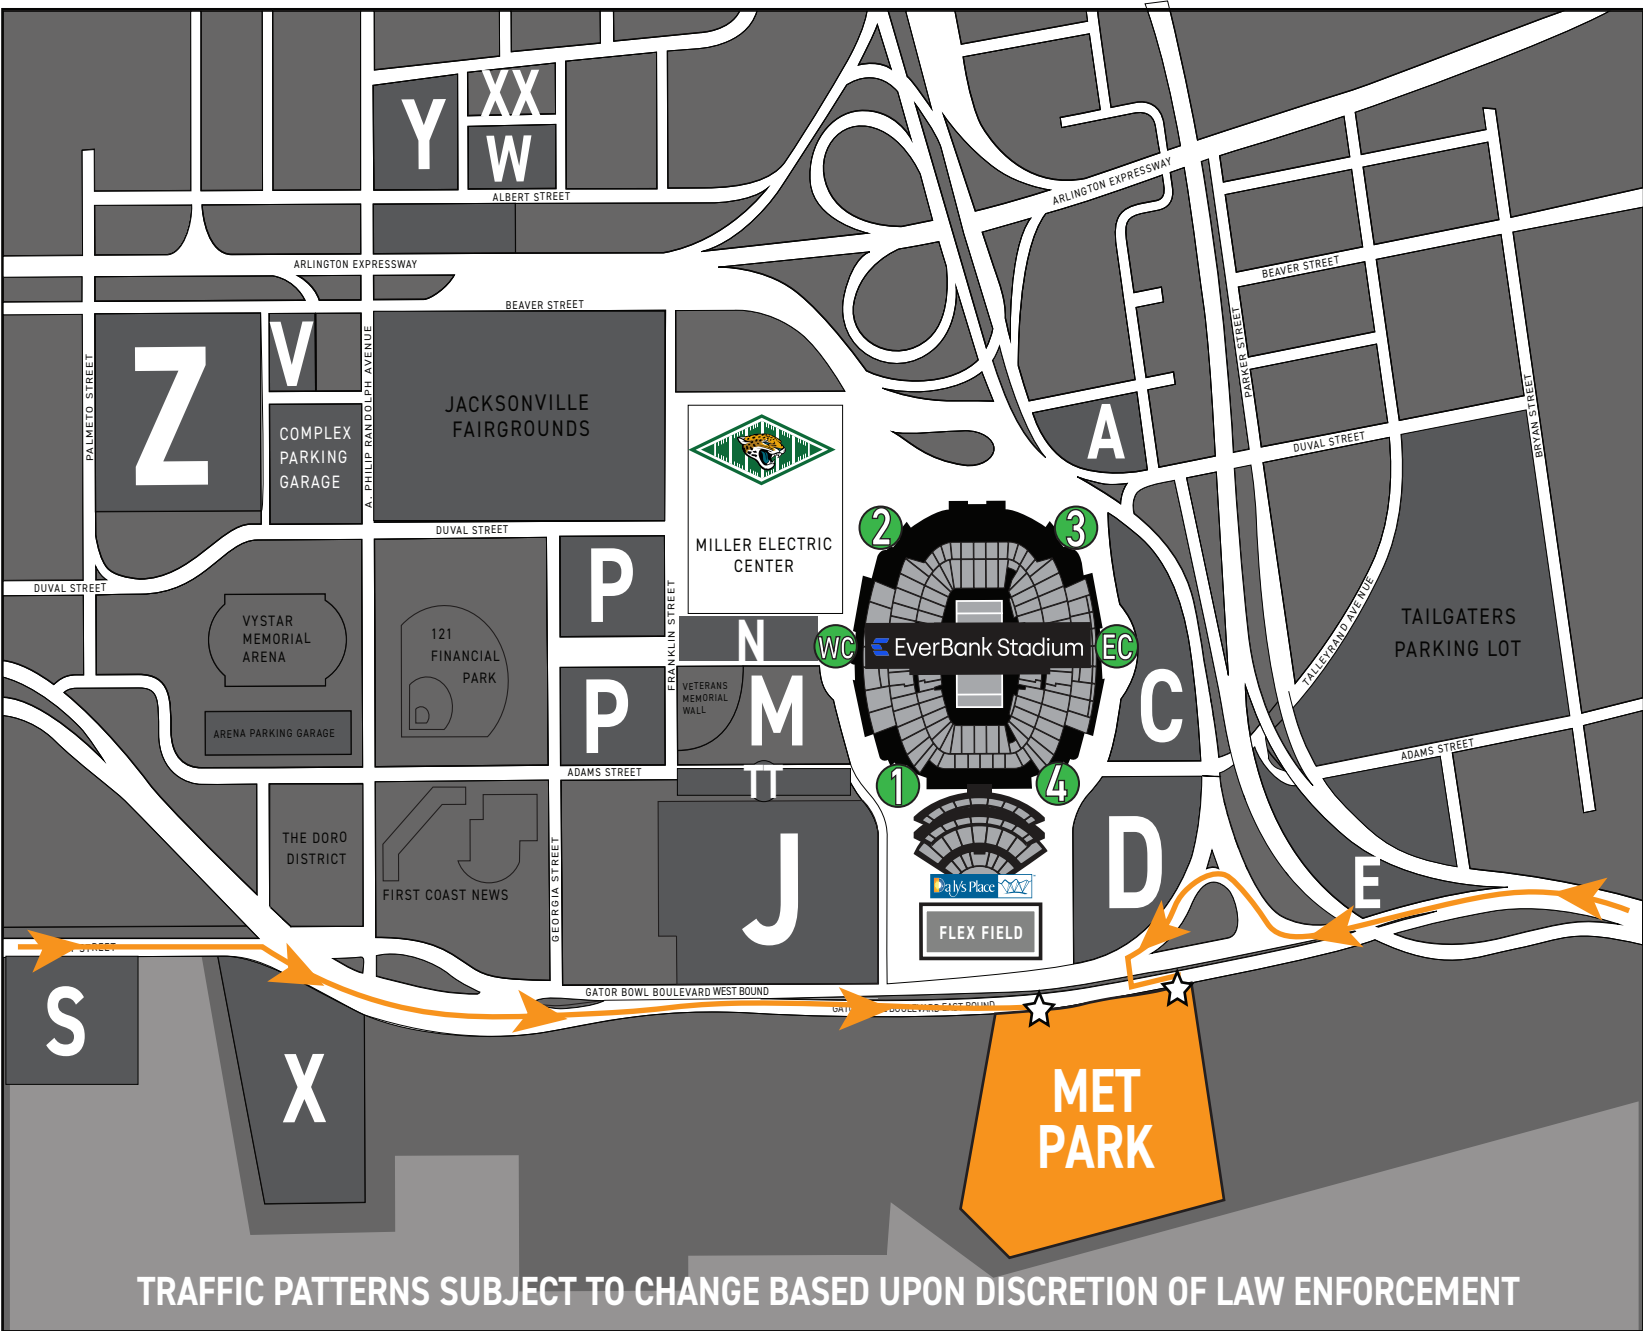 XX
Y
W
ALBERT STREET
ARLINGTON EXPRESSWAY
ARLINGTON EXPRESSWAY
BEAVER STREET
BEAVER STREET
PALMETO STREET
Z
V
A. PHILIP RANDOLPH AVENUE
JACKSONVILLE
FAIRGROUNDS
COMPLEX
PARKING
GARAGE
PARKER STREET
BRYAN STREET
A
DUVAL STREET
DUVAL STREET
DUVAL STREET
MILLER ELECTRIC
CENTER
2
3
P
FRANKLIN STREET
N
WC
EverBank Stadium
EC
TALLEYRAND AVENUE
TAILGATERS
PARKING LOT
VYSTAR
MEMORIAL
ARENA
121
FINANCIAL
PARK
ARENA PARKING GARAGE
P
VETERANS
MEMORIAL
WALL
M
C
ADAMS STREET
ADAMS STREET
TT
1
4
THE DORO
DISTRICT
FIRST COAST NEWS
GEORGIA STREET
J
Daily's Place
FLEX FIELD
D
E
STREET
GATOR BOWL BOULEVARD WEST BOUND
BOULEVARD EAST BOUND
S
X
MET
PARK
TRAFFIC PATTERNS SUBJECT TO CHANGE BASED UPON DISCRETION OF LAW ENFORCEMENT